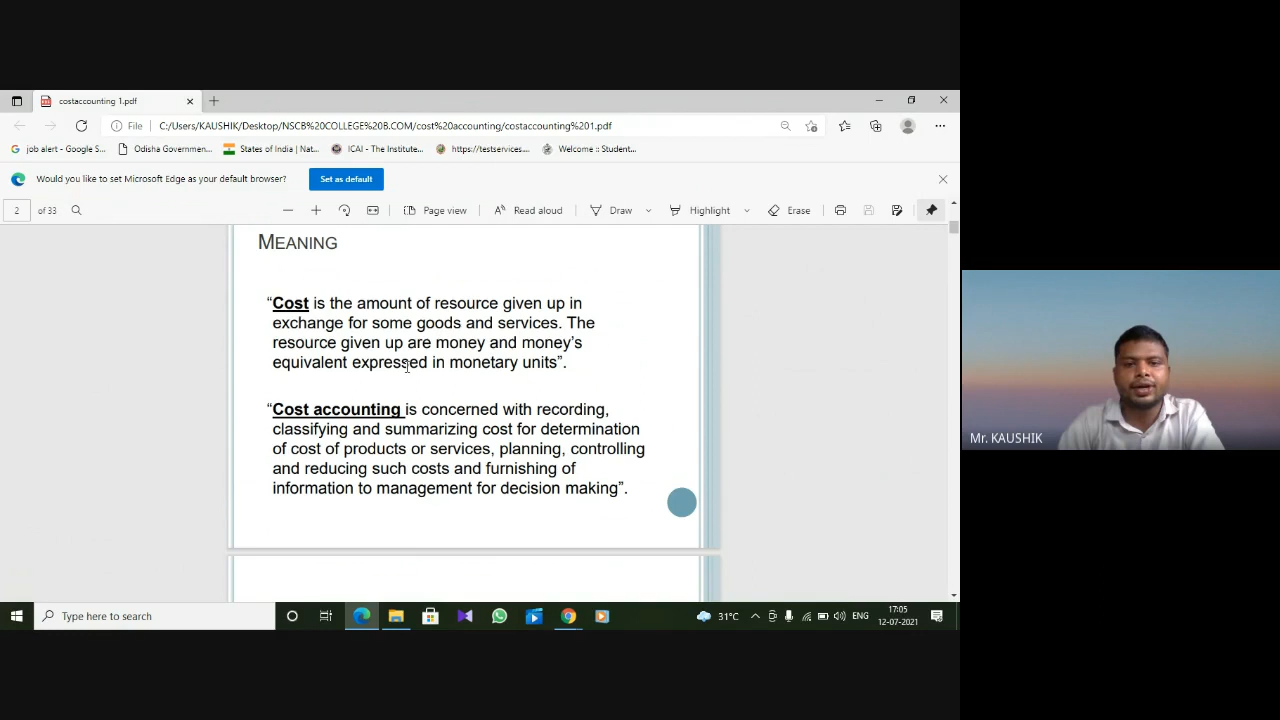 costaccounting 1.pdf
File
C:/Users/KAUSHIK/Desktop/NSCB%20COLLEGE%20B.COM/cost%20accounting/costaccounting%201.pdf
job alert - Google S...
Odisha Governmen...
States of India | Nat...
ICAI - The Institute...
https://testservices....
Welcome :: Student...
Would you like to set Microsoft Edge as your default browser?
Set as default
2 of 33
Page view
Read aloud
Draw
Highlight
Erase
MEANING
“Cost is the amount of resource given up in
exchange for some goods and services. The
resource given up are money and money’s
equivalent expressed in monetary units”.
“Cost accounting is concerned with recording,
classifying and summarizing cost for determination
of cost of products or services, planning, controlling
and reducing such costs and furnishing of
information to management for decision making”.
Mr. KAUSHIK
Type here to search
31°C
ENG
17:05
12-07-2021